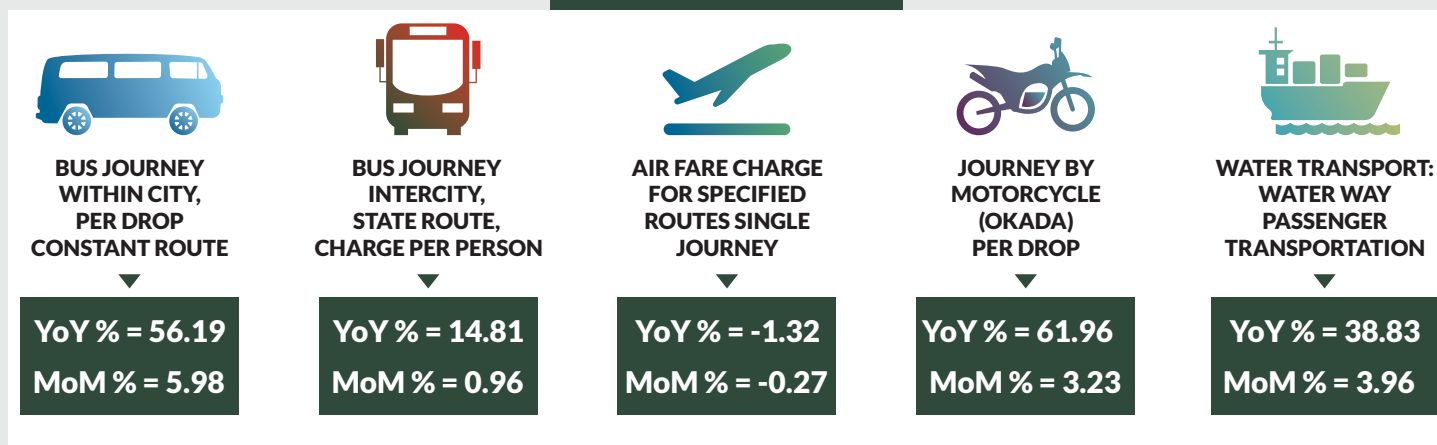 BUS JOURNEY
WITHIN CITY,
PER DROP
CONSTANT ROUTE
YoY % = 56.19
MoM % = 5.98
BUS JOURNEY
INTERCITY,
STATE ROUTE,
CHARGE PER PERSON
YoY % = 14.81
MoM % = 0.96
AIR FARE CHARGE
FOR SPECIFIED
ROUTES SINGLE
JOURNEY
YoY % = -1.32
MoM % = -0.27
JOURNEY BY
MOTORCYCLE
(OKADA)
PER DROP
YoY % = 61.96
MoM % = 3.23
WATER TRANSPORT:
WATER WAY
PASSENGER
TRANSPORTATION
YoY % = 38.83
MoM % = 3.96